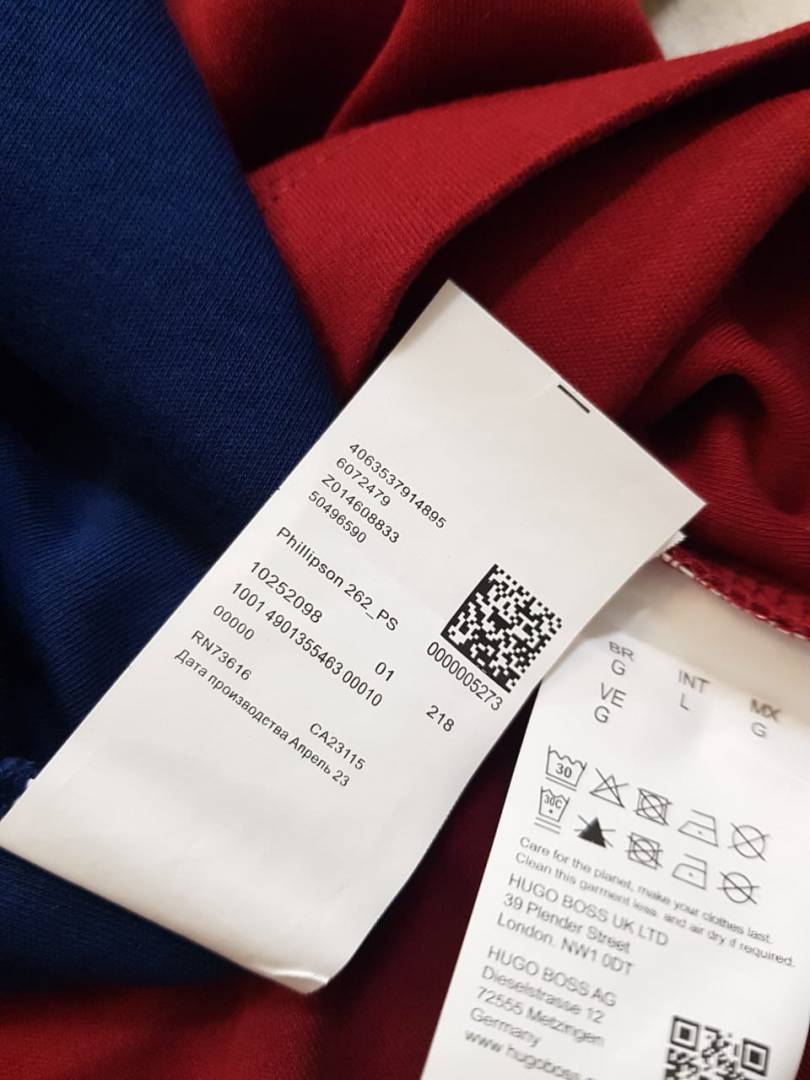 4063537914895
6072479
Z014608833
50496590
Phillipson 262_PS
10252098 01
1001 4901355463 00010
00000 218
0000005273
RN73616 CA23115
Дата производства Апрель 23
BR INT MX
G L G
VE
G
30
30C
Care for the planet, make your clothes last.
Clean this garment less, and air dry if required.
HUGO BOSS UK LTD
39 Plender Street
London. NW1 0DT
HUGO BOSS AG
Dieselstrasse 12
72555 Metzingen
Germany
www.hugoboss.